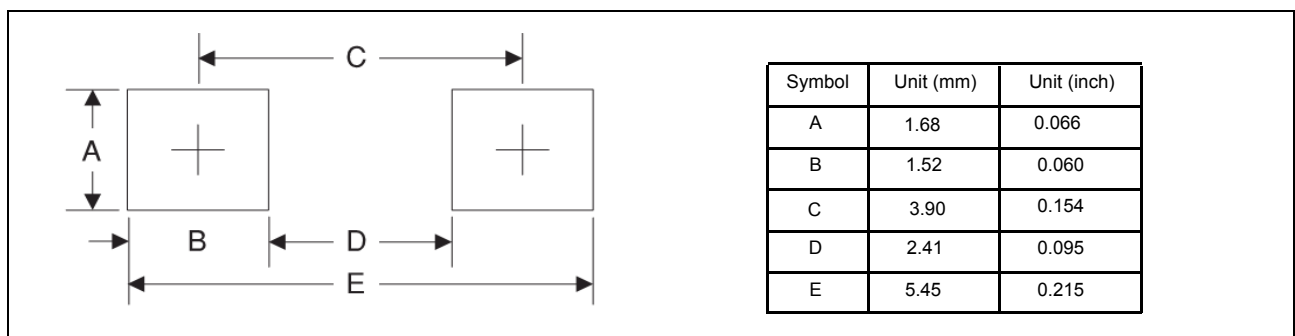 C
A
B
D
E
Symbol Unit (mm) Unit (inch)
A 1.68 0.066
B 1.52 0.060
C 3.90 0.154
D 2.41 0.095
E 5.45 0.215